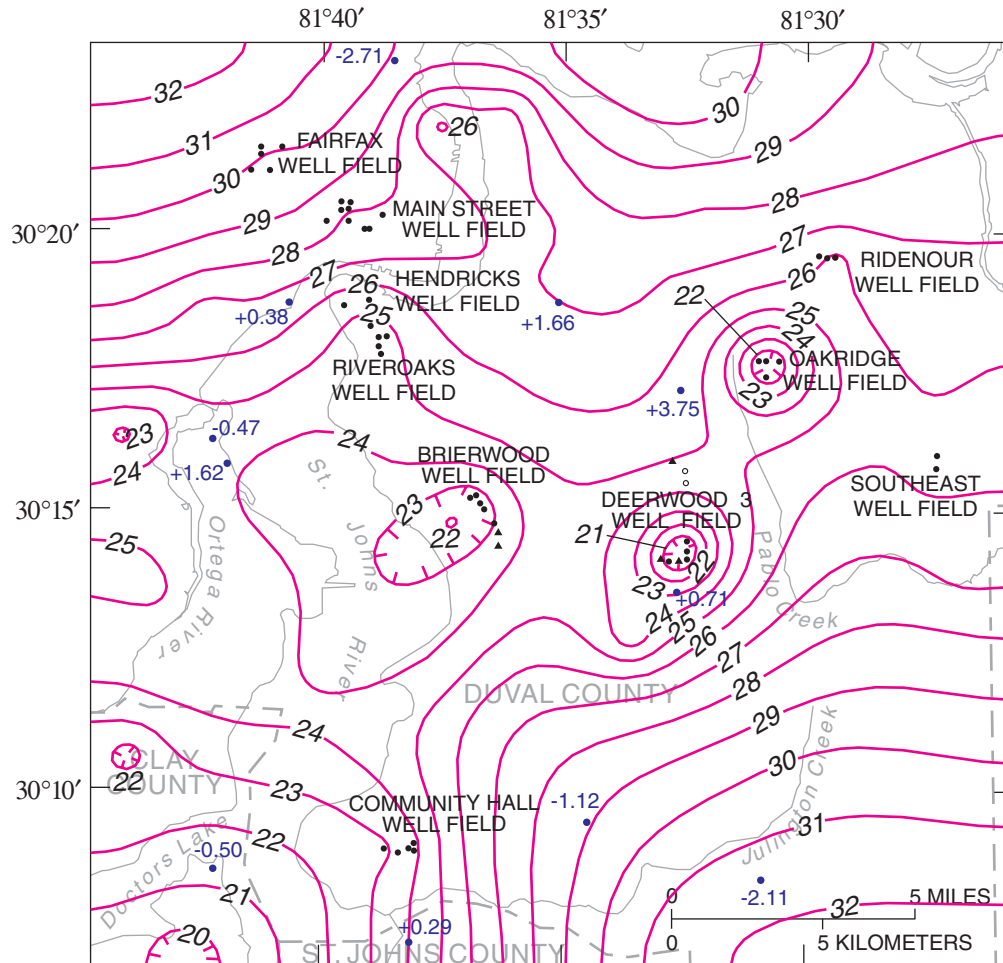 81°40′ 81°35′ 81°30′
-2.71
32
30
31
FAIRFAX
WELL FIELD
26
29
30
28
MAIN STREET
WELL FIELD
29
30°20′
27
28
27
HENDRICKS
WELL FIELD
26
26
RIDENOUR
WELL FIELD
22
+0.38
25
+1.66
25
24
RIVEROAKS
WELL FIELD
OAKRIDGE
WELL FIELD
23
+3.75
23
-0.47
24
24
+1.62
BRIERWOOD
WELL FIELD
St.
Johns
River
SOUTHEAST
WELL FIELD
23
22
DEERWOOD 3
WELL FIELD
30°15′
21
22
25
Ortega River
Pablo Creek
23
+0.71
24
25
26
27
28
DUVAL COUNTY
29
24
CLAY
COUNTY
22
30
30°10′
23
COMMUNITY HALL
WELL FIELD
-1.12
Julington Creek
31
22
Doctors Lake
-0.50
21
-2.11
0 5 MILES
32
20
+0.29
0 5 KILOMETERS
ST. JOHNS COUNTY